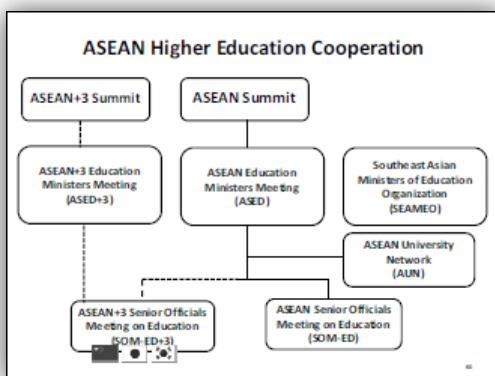 ASEAN Higher Education Cooperation
ASEAN+3 Summit
ASEAN Summit
ASEAN+3 Education
Ministers Meeting
(ASED+3)
ASEAN Education
Ministers Meeting
(ASED)
Southeast Asian
Ministers of Education
Organization
(SEAMEO)
ASEAN University
Network
(AUN)
ASEAN+3 Senior Officials
Meeting on Education
(SOM-ED+3)
ASEAN Senior Officials
Meeting on Education
(SOM-ED)